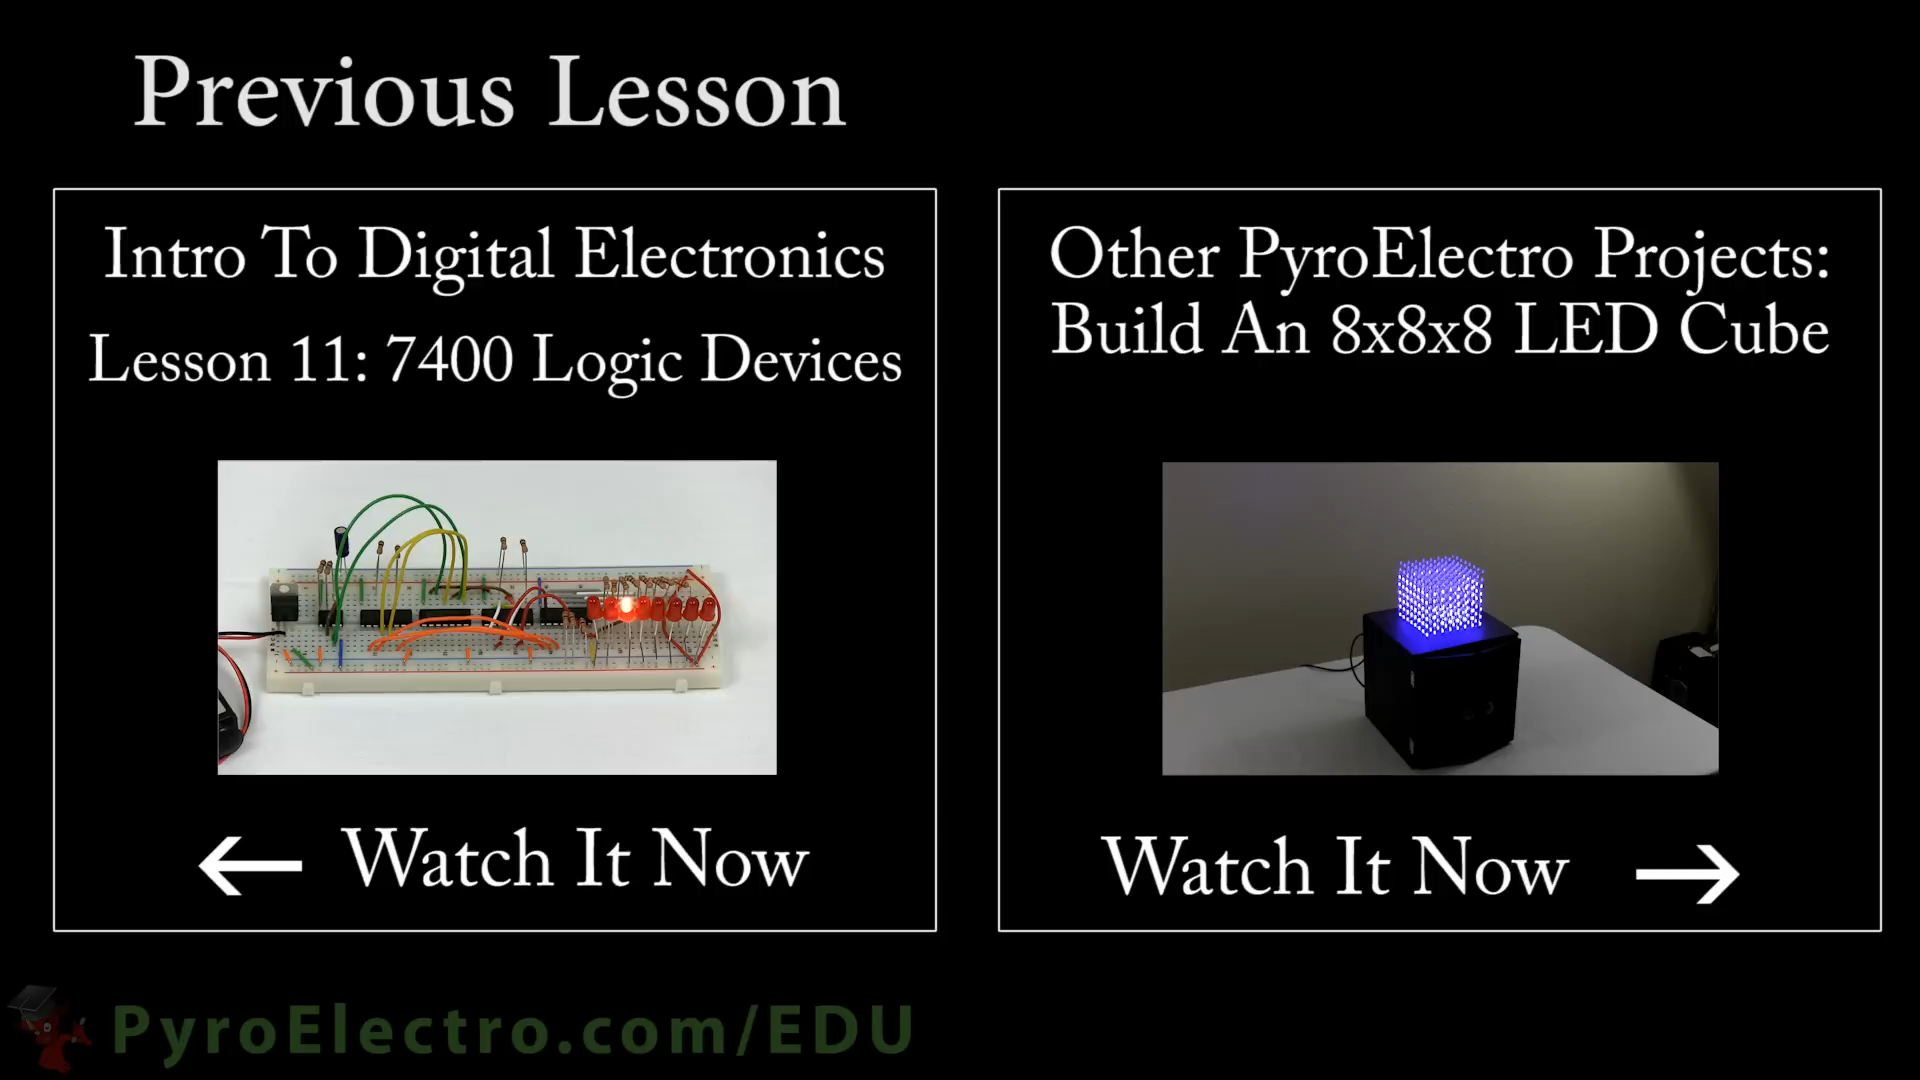 Previous Lesson
Intro To Digital Electronics
Lesson 11: 7400 Logic Devices
← Watch It Now
Other PyroElectro Projects:
Build An 8x8x8 LED Cube
Watch It Now →
PyroElectro.com/EDU